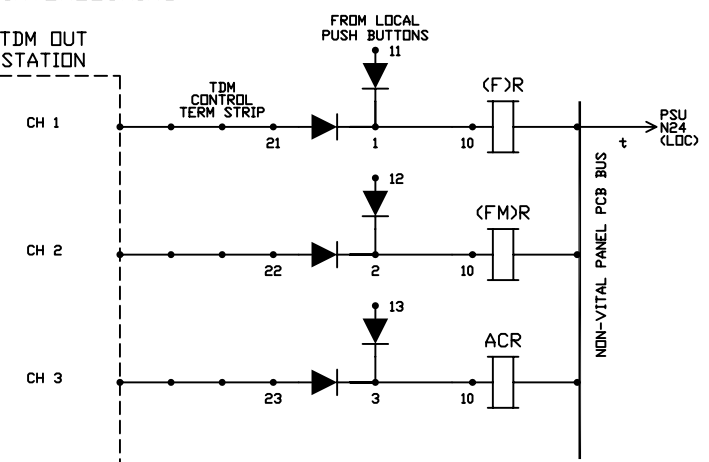 FROM LOCAL
PUSH BUTTONS
TDM OUT
STATION
11
TDM
CONTROL
TERM STRIP
(F)R
CH 1
21
1
10
PSU
N24
(LOC)
t
12
(FM)R
CH 2
22
2
10
NON-VITAL PANEL PCB BUS
13
ACR
CH 3
23
3
10